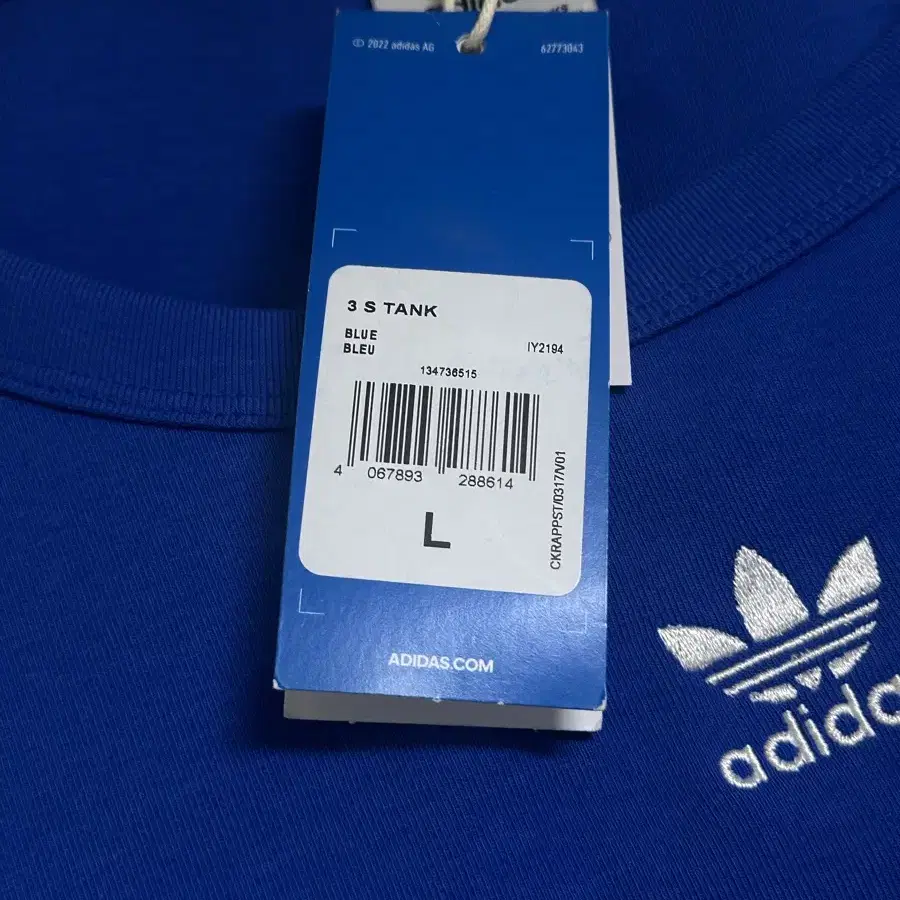 © 2022 adidas AG 62773043
3 S TANK
BLUE
BLEU IY2194
134736515
4 067893 288614
L
CKRAPPST/0317/V01
ADIDAS.COM
adidas